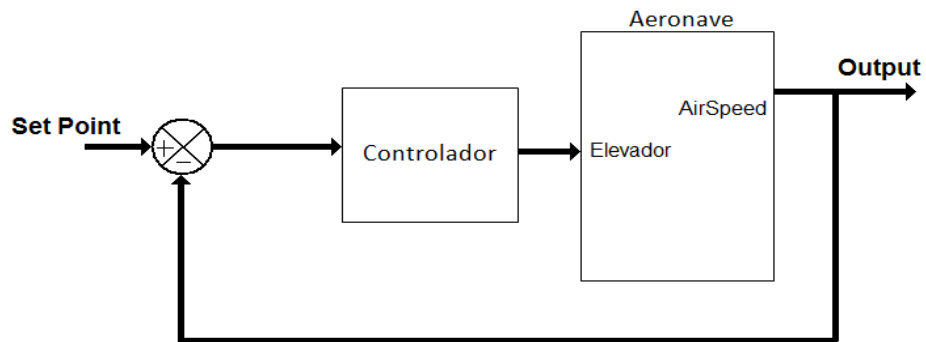 Aeronave
Output
AirSpeed
Set Point
+
−
Controlador
Elevador